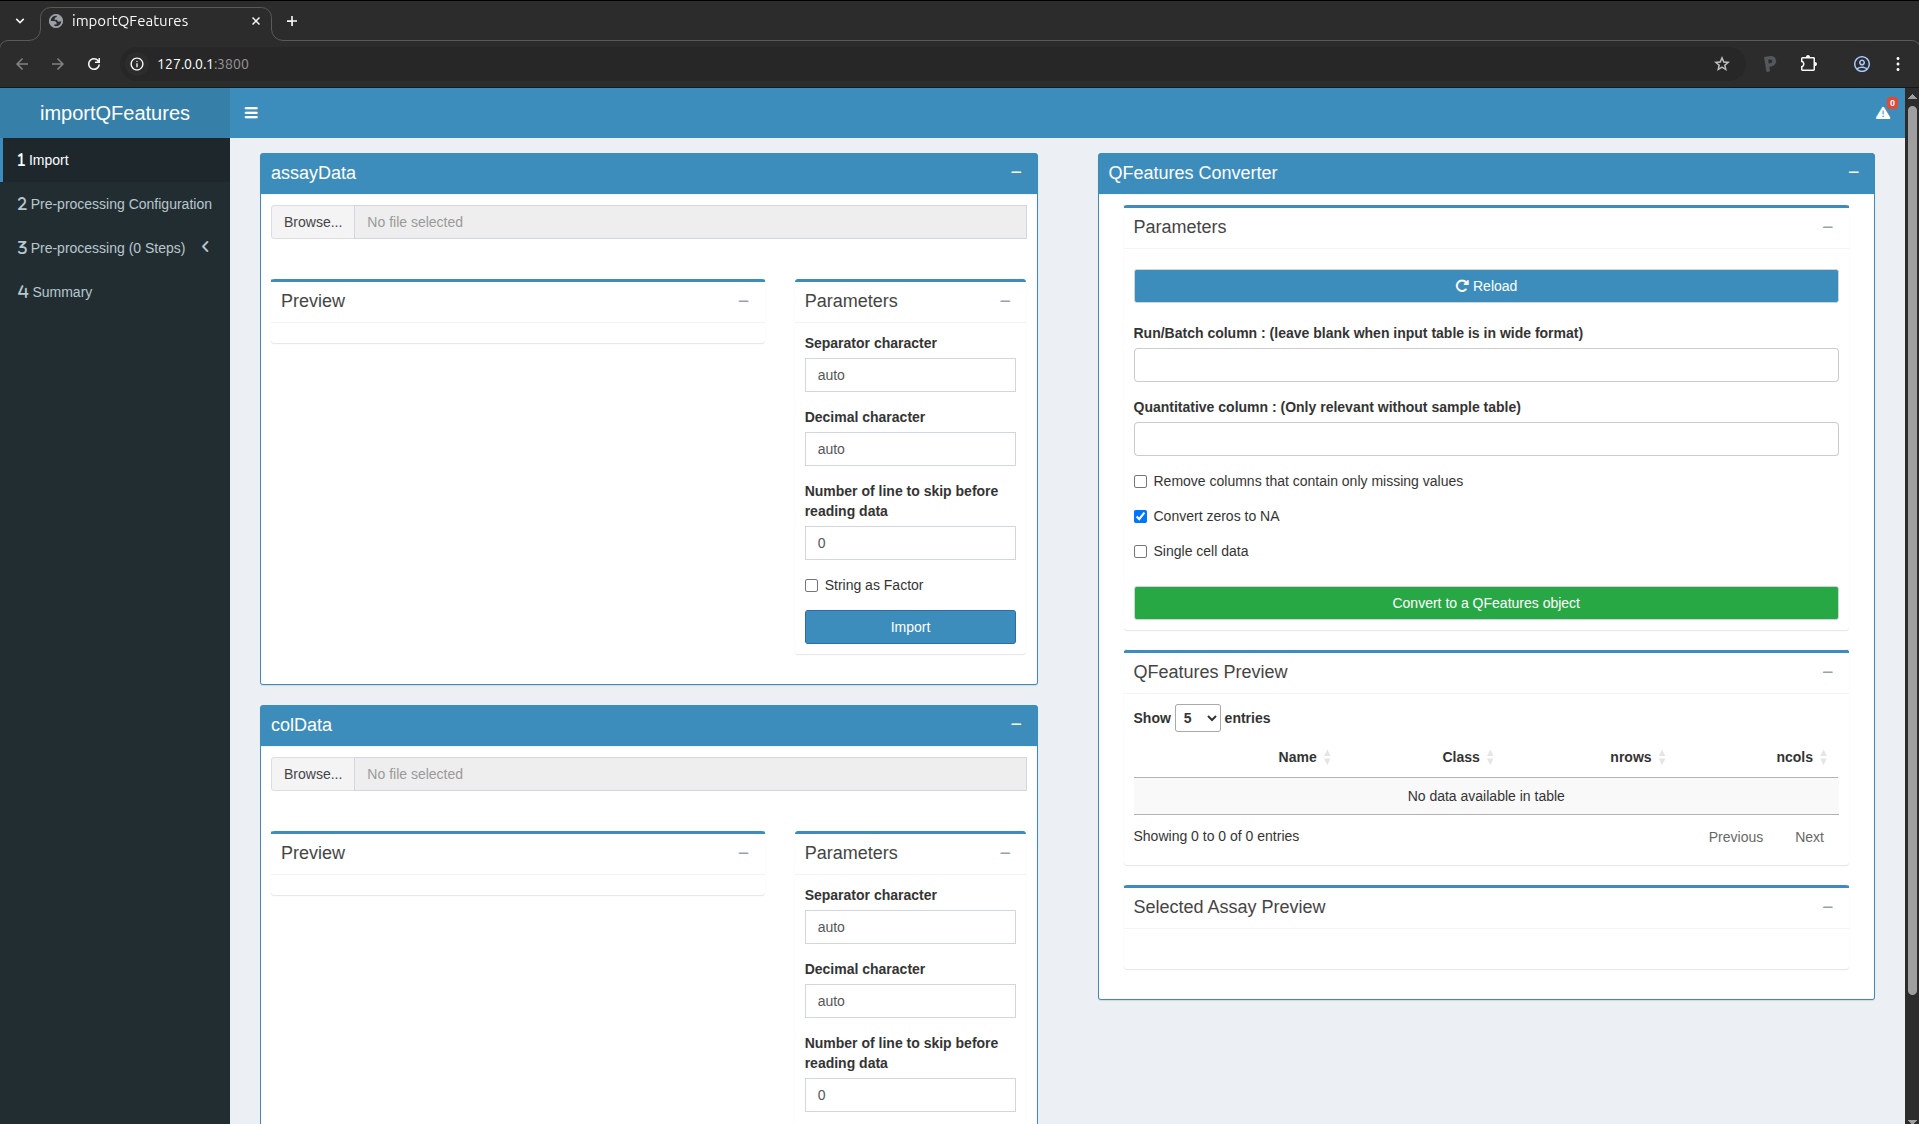 importQFeatures
127.0.0.1:3800
importQFeatures
0
1 Import
2 Pre-processing Configuration
3 Pre-processing (0 Steps)
4 Summary
assayData
Browse... No file selected
Preview
Parameters
Separator character
auto
Decimal character
auto
Number of line to skip before
reading data
0
String as Factor
Import
colData
Browse... No file selected
Preview
Parameters
Separator character
auto
Decimal character
auto
Number of line to skip before
reading data
0
QFeatures Converter
Parameters
Reload
Run/Batch column : (leave blank when input table is in wide format)
Quantitative column : (Only relevant without sample table)
Remove columns that contain only missing values
Convert zeros to NA
Single cell data
Convert to a QFeatures object
QFeatures Preview
Show 5 entries
Name Class nrows ncols
No data available in table
Showing 0 to 0 of 0 entries
Previous Next
Selected Assay Preview